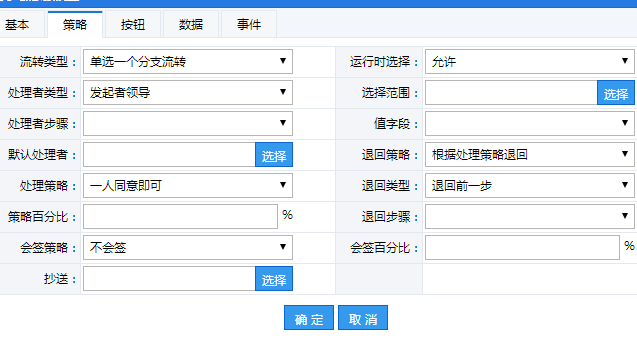 基本 策略 按钮 数据 事件
流转类型： 单选一个分支流转 运行时选择： 允许
处理者类型： 发起者领导 选择范围： 选择
处理者步骤： 值字段：
默认处理者： 选择 退回策略： 根据处理策略退回
处理策略： 一人同意即可 退回类型： 退回前一步
策略百分比： % 退回步骤：
会签策略： 不会签 会签百分比： %
抄送： 选择
确 定 取 消